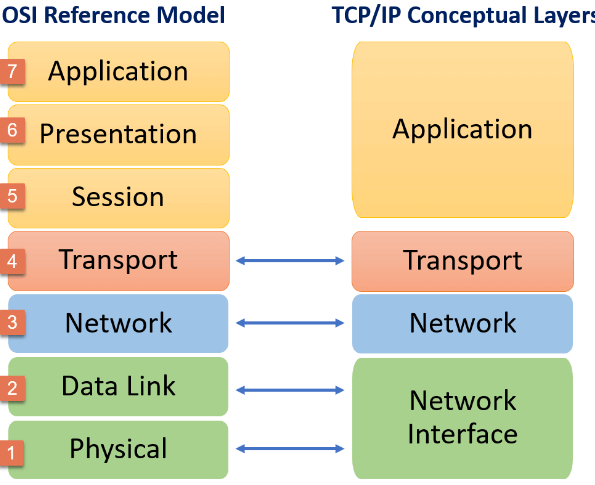 OSI Reference Model
TCP/IP Conceptual Layers
7 Application
6 Presentation
5 Session
4 Transport
3 Network
2 Data Link
1 Physical
Application
Transport
Network
Network
Interface